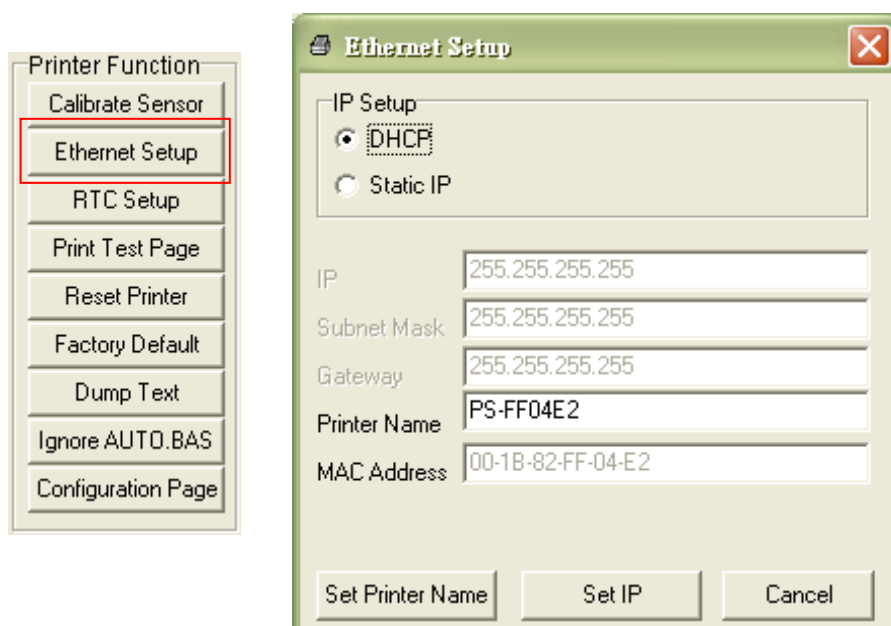 Printer Function
Calibrate Sensor
Ethernet Setup
RTC Setup
Print Test Page
Reset Printer
Factory Default
Dump Text
Ignore AUTO.BAS
Configuration Page
Ethernet Setup
IP Setup
DHCP
Static IP
IP 255.255.255.255
Subnet Mask 255.255.255.255
Gateway 255.255.255.255
Printer Name PS-FF04E2
MAC Address 00-1B-82-FF-04-E2
Set Printer Name Set IP Cancel